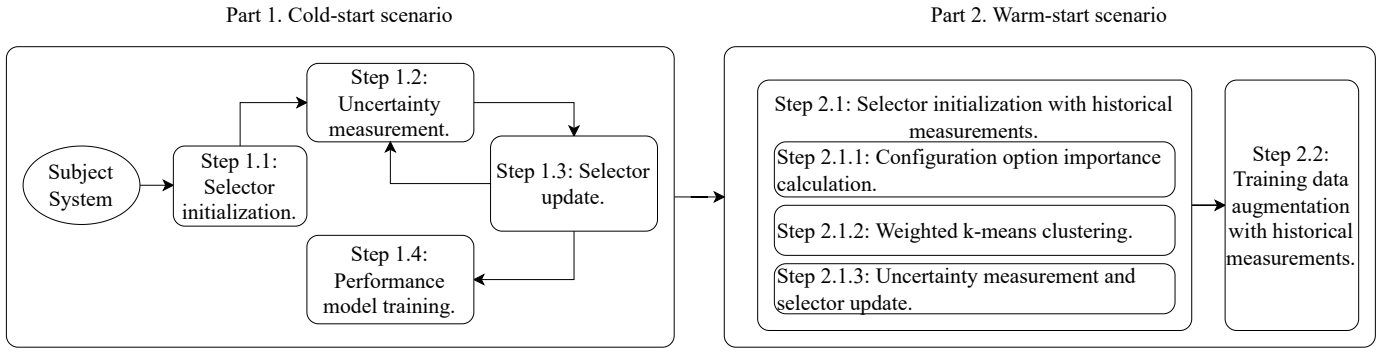 Part 1. Cold-start scenario
Subject
System
Step 1.1:
Selector
initialization.
Step 1.2:
Uncertainty
measurement.
Step 1.3: Selector
update.
Step 1.4:
Performance
model training.
Part 2. Warm-start scenario
Step 2.1: Selector initialization with historical
measurements.
Step 2.1.1: Configuration option importance
calculation.
Step 2.1.2: Weighted k-means clustering.
Step 2.1.3: Uncertainty measurement and
selector update.
Step 2.2:
Training data
augmentation
with historical
measurements.